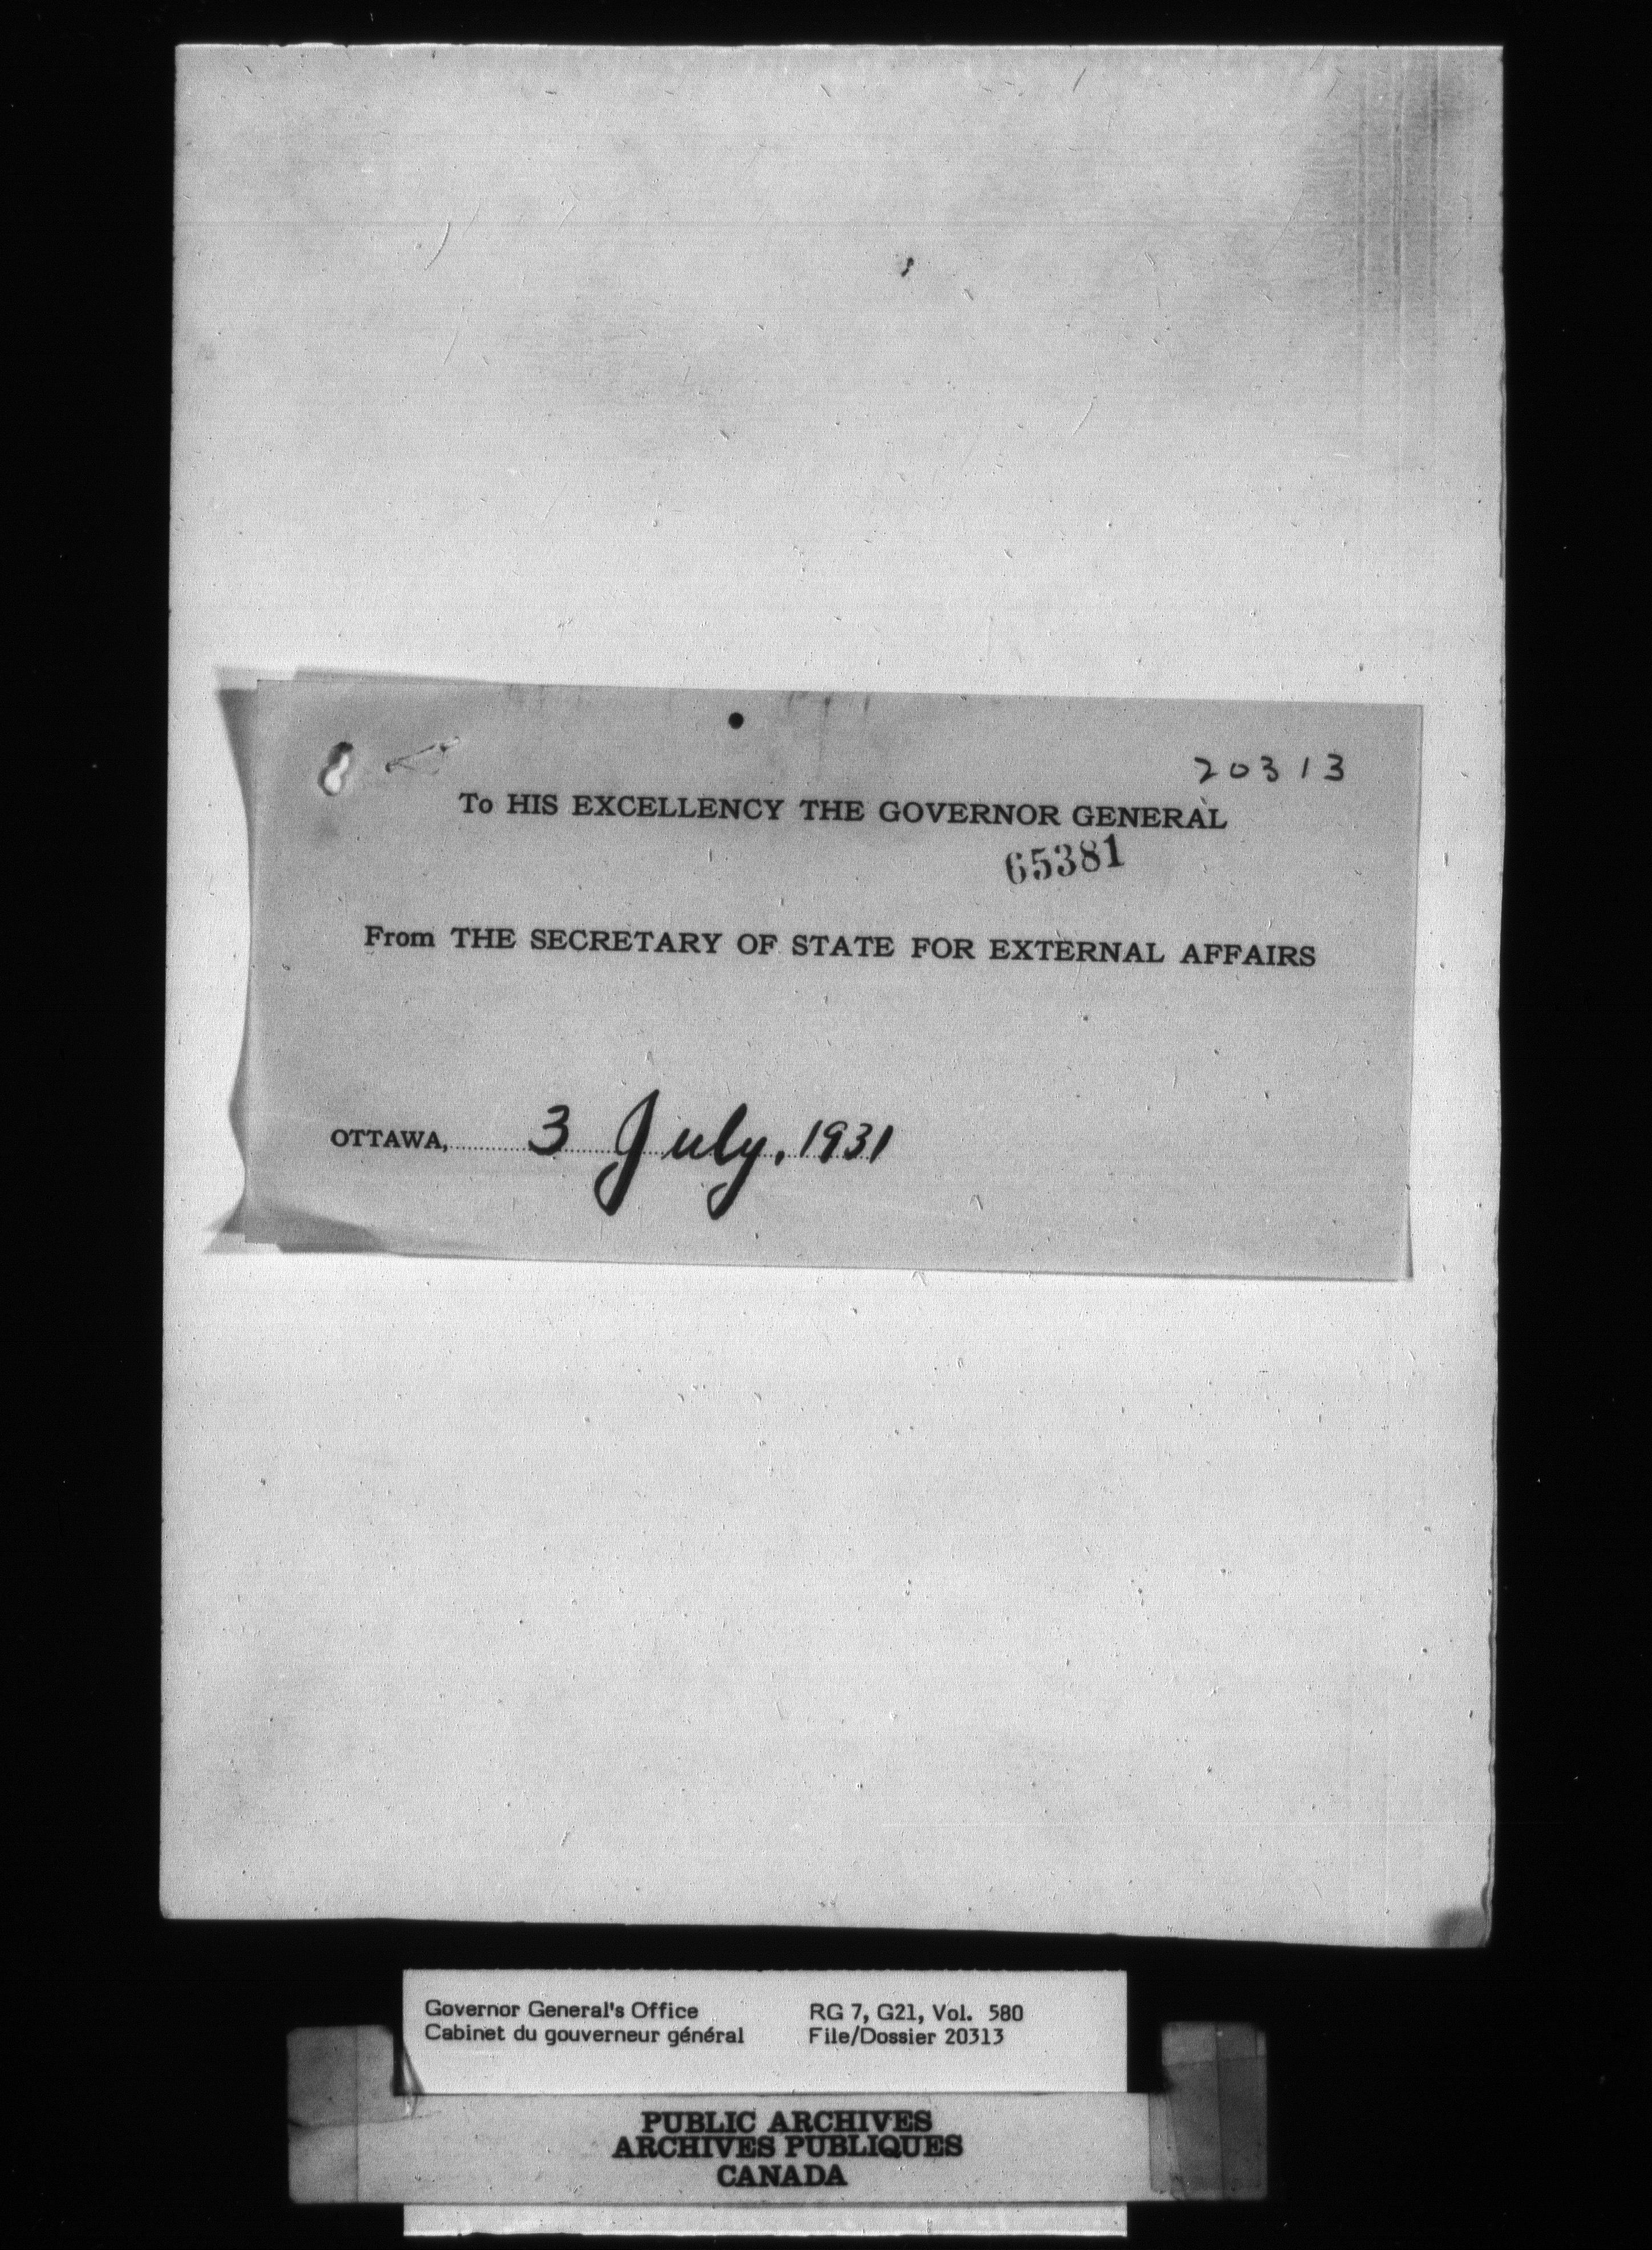 20313
To HIS EXCELLENCY THE GOVERNOR GENERAL
65381
From THE SECRETARY OF STATE FOR EXTERNAL AFFAIRS
OTTAWA, 3 July, 1931
Governor General's Office RG 7, G21, Vol. 580
Cabinet du gouverneur général File/Dossier 20313
PUBLIC ARCHIVES
ARCHIVES PUBLIQUES
CANADA